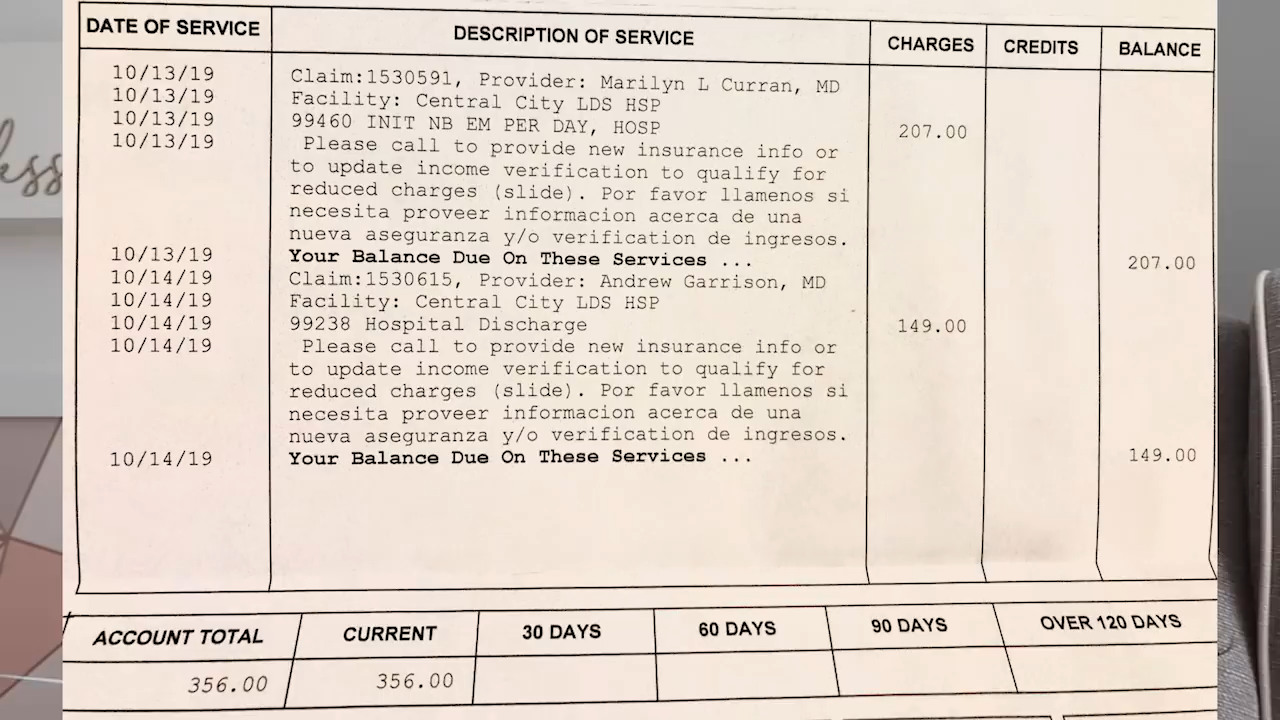 DATE OF SERVICE DESCRIPTION OF SERVICE CHARGES CREDITS BALANCE
10/13/19 Claim:1530591, Provider: Marilyn L Curran, MD
10/13/19 Facility: Central City LDS HSP
10/13/19 99460 INIT NB EM PER DAY, HOSP 207.00
10/13/19 Please call to provide new insurance info or
to update income verification to qualify for
reduced charges (slide). Por favor llamenos si
necesita proveer informacion acerca de una
nueva aseguranza y/o verification de ingresos.
10/13/19 Your Balance Due On These Services ... 207.00
10/14/19 Claim:1530615, Provider: Andrew Garrison, MD
10/14/19 Facility: Central City LDS HSP
10/14/19 99238 Hospital Discharge 149.00
10/14/19 Please call to provide new insurance info or
to update income verification to qualify for
reduced charges (slide). Por favor llamenos si
necesita proveer informacion acerca de una
nueva aseguranza y/o verification de ingresos.
10/14/19 Your Balance Due On These Services ... 149.00
ACCOUNT TOTAL CURRENT 30 DAYS 60 DAYS 90 DAYS OVER 120 DAYS
356.00 356.00